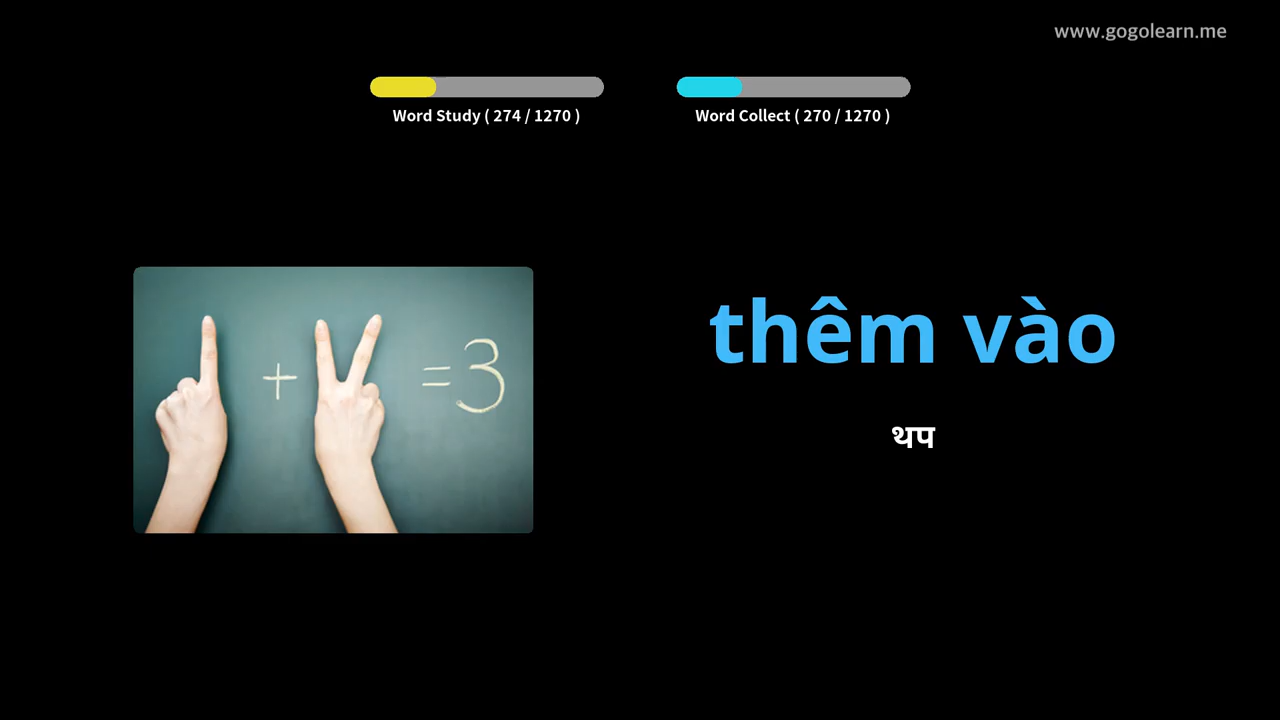 www.gogolearn.me
Word Study ( 274 / 1270 )
Word Collect ( 270 / 1270 )
+ = 3
thêm vào
थप